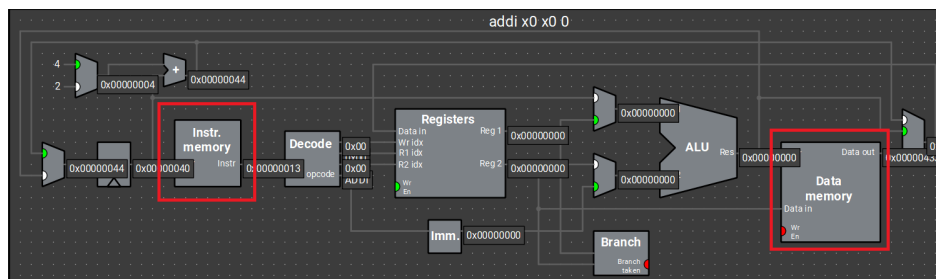 addi x0 x0 0
4
2
0x00000004
+
0x00000044
0x00000044
0x00000040
Instr.
memory
Instr
0x00000013
Decode
opcode
0x00
0x00
ADDI
Registers
Data in
Wr idx
R1 idx
R2 idx
Wr
En
Reg 1
Reg 2
0x00000000
0x00000000
Imm.
0x00000000
0x00000000
0x00000000
ALU
Res
0x00000000
Branch
Branch
taken
Data out
Data
memory
Data in
Wr
En